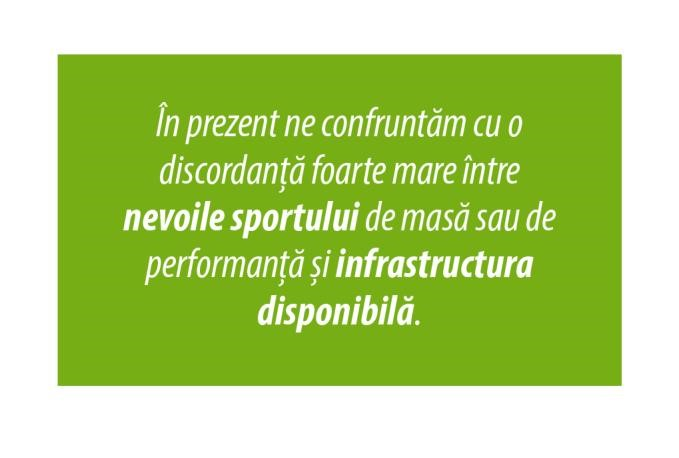 În prezent ne confruntăm cu o
discordanță foarte mare între
nevoile sportului de masă sau de
performanță și infrastructura
disponibilă.